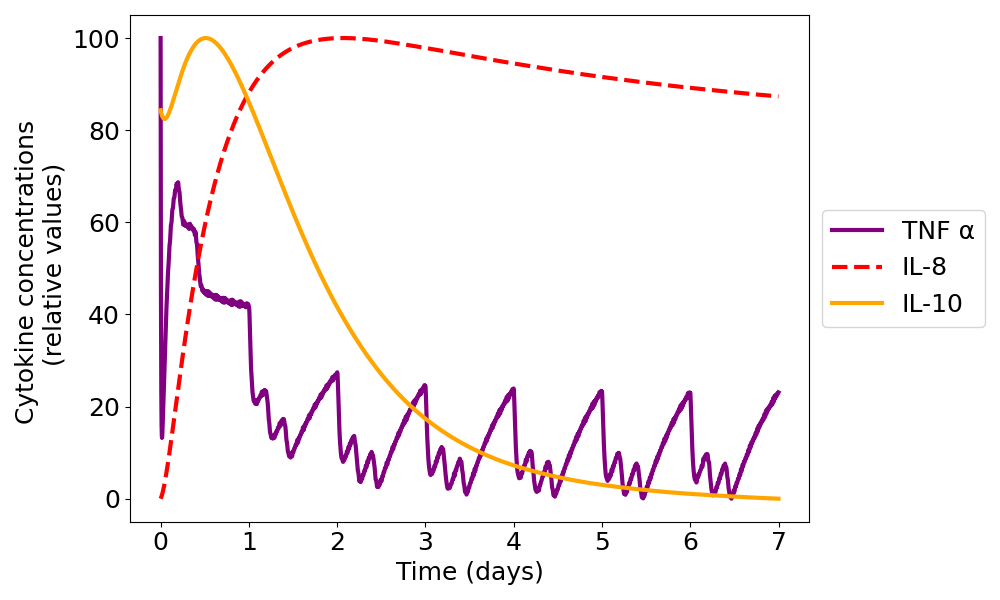 Cytokine concentrations
(relative values)
100
80
60
40
20
0
0 1 2 3 4 5 6 7
Time (days)
TNF α
IL-8
IL-10